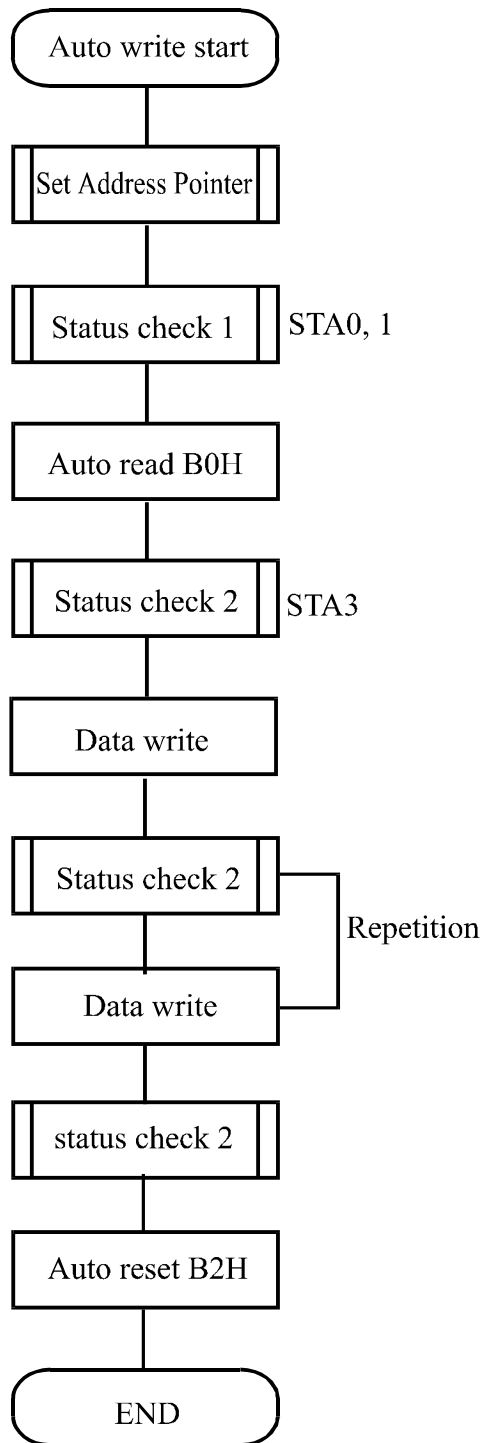 Auto write start
Set Address Pointer
Status check 1
STA0, 1
Auto read B0H
Status check 2
STA3
Data write
Status check 2
Repetition
Data write
status check 2
Auto reset B2H
END